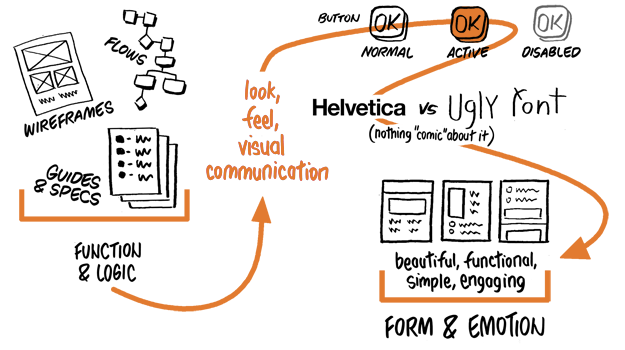 WIREFRAMES
FLOWS
GUIDES
& SPECS
FUNCTION
& LOGIC
look,
feel,
visual
communication
BUTTON
OK
OK
OK
NORMAL
ACTIVE
DISABLED
Helvetica vs UglY Font
(nothing "comic" about it)
beautiful, functional,
simple, engaging
FORM & EMOTION